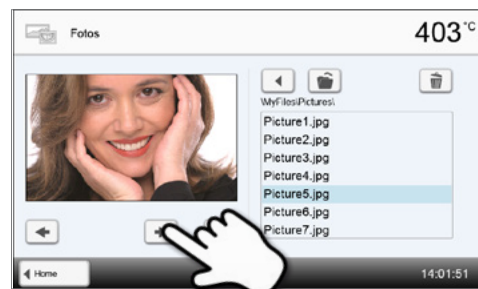 Fotos
403 °C
\MyFiles\Pictures\
Picture1.jpg
Picture2.jpg
Picture3.jpg
Picture4.jpg
Picture5.jpg
Picture6.jpg
Picture7.jpg
Home
14:01:51